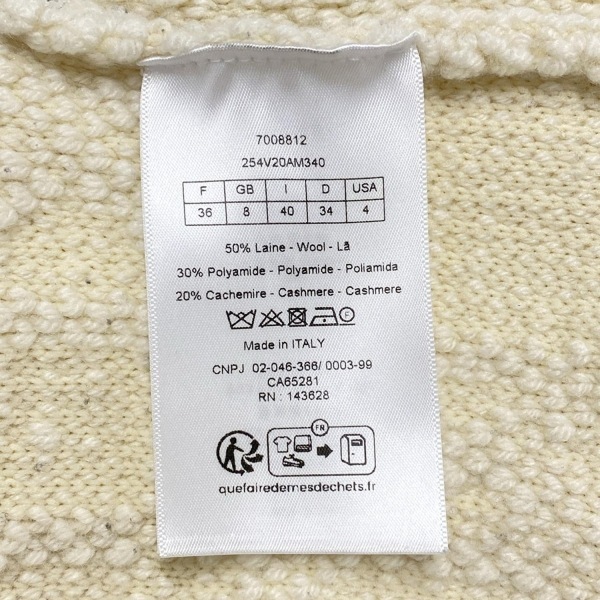 7008812
254V20AM340
F GB I D USA
36 8 40 34 4
50% Laine - Wool - Lã
30% Polyamide - Polyamide - Poliamida
20% Cachemire - Cashmere - Cashmere
F
Made in ITALY
CNPJ 02-046-366/ 0003-99
CA65281
RN : 143628
FR
quefairedemesdechets.fr